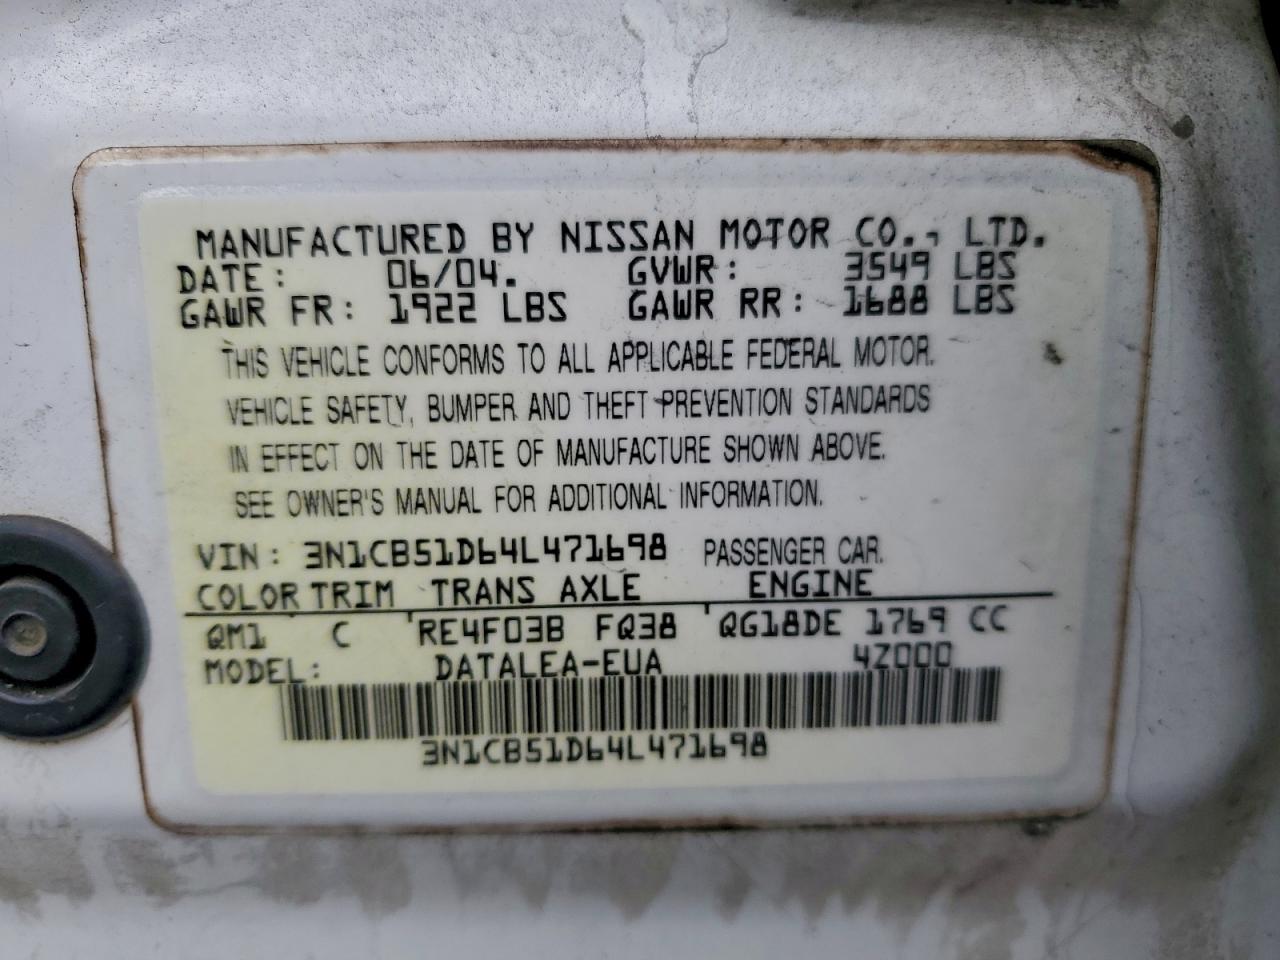 MANUFACTURED BY NISSAN MOTOR CO., LTD.
DATE: 06/04. GVWR: 3549 LBS
GAWR FR: 1922 LBS GAWR RR: 1688 LBS
THIS VEHICLE CONFORMS TO ALL APPLICABLE FEDERAL MOTOR.
VEHICLE SAFETY, BUMPER AND THEFT PREVENTION STANDARDS
IN EFFECT ON THE DATE OF MANUFACTURE SHOWN ABOVE.
SEE OWNER'S MANUAL FOR ADDITIONAL INFORMATION.
VIN: 3N1CB51D64L471698 PASSENGER CAR.
COLOR TRIM TRANS AXLE ENGINE
QM1 C RE4F03B FQ38 QG18DE 1769 CC
MODEL: DATALEA-EUA 4Z000
3N1CB51D64L471698